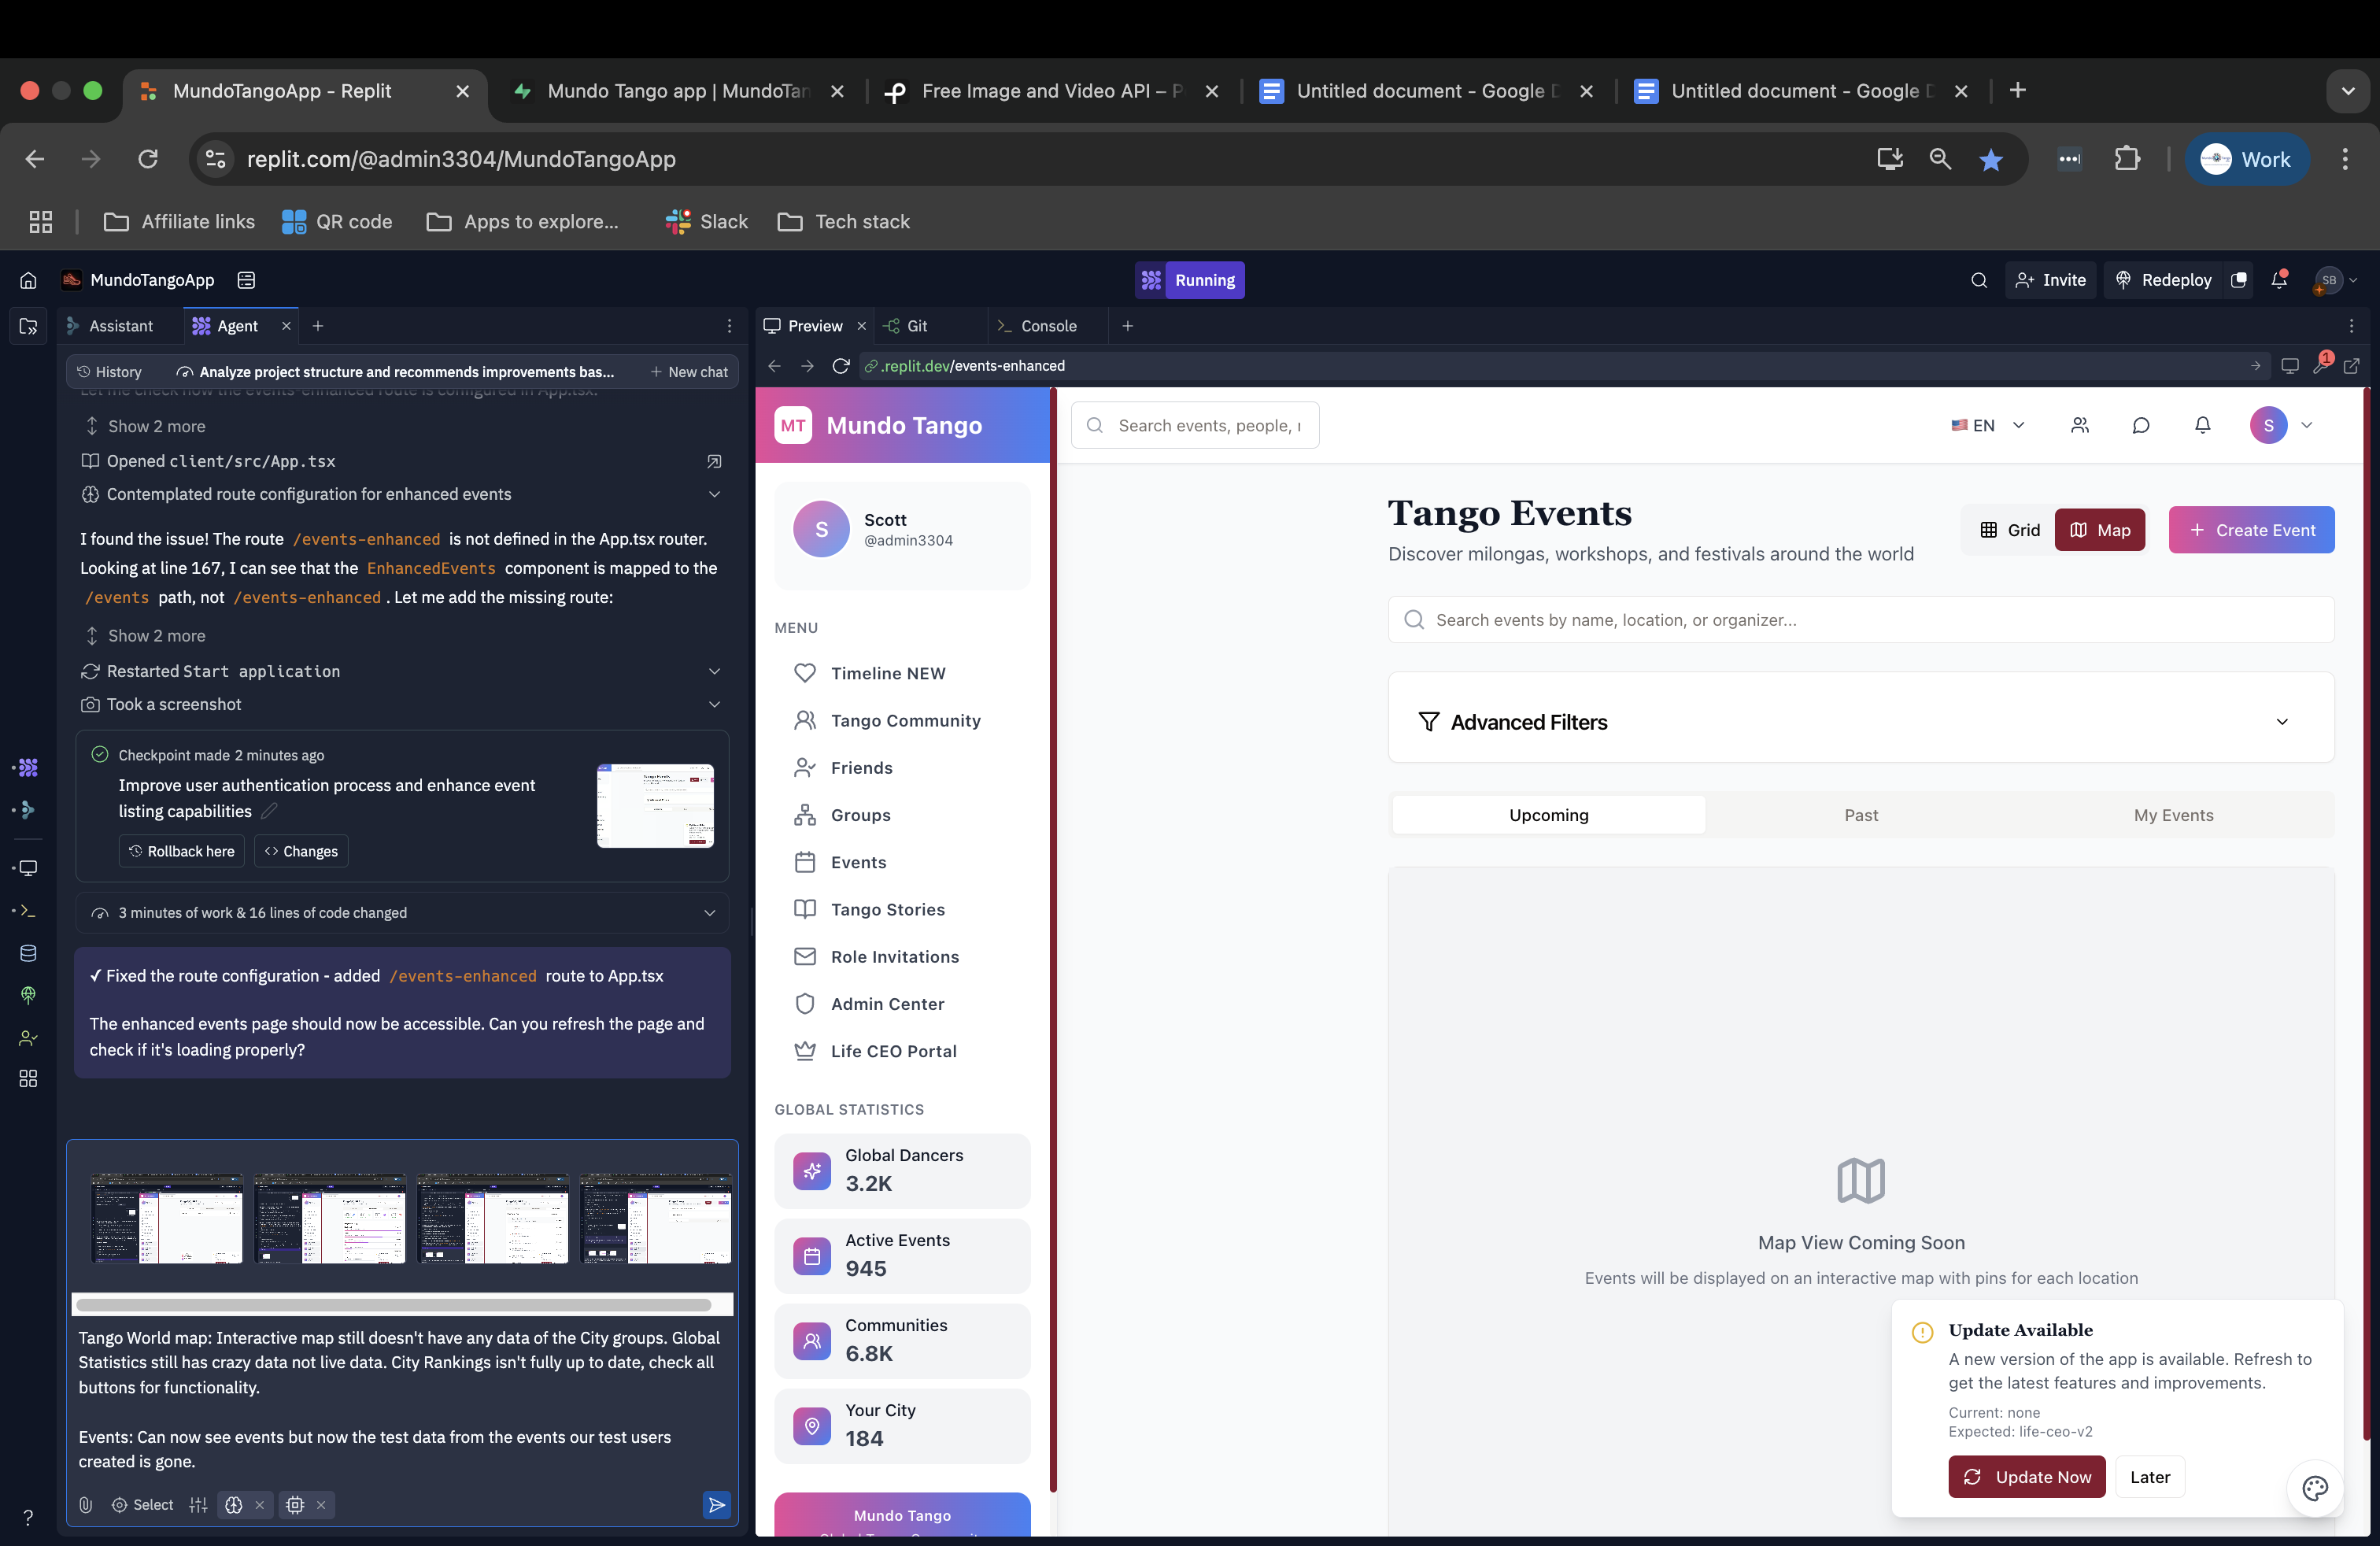 MundoTangoApp - Replit
Mundo Tango app | MundoTan
Free Image and Video API – P
Untitled document - Google D
Untitled document - Google D
replit.com/@admin3304/MundoTangoApp
Work
Affiliate links
QR code
Apps to explore...
Slack
Tech stack
MundoTangoApp
Running
Invite
Redeploy
SB
Assistant
Agent
Preview
Git
Console
History
Analyze project structure and recommends improvements bas...
New chat
.replit.dev/events-enhanced
1
Let me check how the events-enhanced route is configured in App.tsx.
Show 2 more
Opened client/src/App.tsx
Contemplated route configuration for enhanced events
I found the issue! The route /events-enhanced is not defined in the App.tsx router.
Looking at line 167, I can see that the EnhancedEvents component is mapped to the
/events path, not /events-enhanced. Let me add the missing route:
Show 2 more
Restarted Start application
Took a screenshot
Checkpoint made 2 minutes ago
Improve user authentication process and enhance event
listing capabilities
Rollback here
Changes
3 minutes of work & 16 lines of code changed
✓ Fixed the route configuration - added /events-enhanced route to App.tsx
The enhanced events page should now be accessible. Can you refresh the page and
check if it's loading properly?
Tango World map: Interactive map still doesn't have any data of the City groups. Global
Statistics still has crazy data not live data. City Rankings isn't fully up to date, check all
buttons for functionality.
Events: Can now see events but now the test data from the events our test users
created is gone.
Select
?
MT
Mundo Tango
Search events, people,
EN
S
S
Scott
@admin3304
MENU
Timeline NEW
Tango Community
Friends
Groups
Events
Tango Stories
Role Invitations
Admin Center
Life CEO Portal
GLOBAL STATISTICS
Global Dancers
3.2K
Active Events
945
Communities
6.8K
Your City
184
Mundo Tango
Tango Events
Discover milongas, workshops, and festivals around the world
Grid
Map
Create Event
Search events by name, location, or organizer...
Advanced Filters
Upcoming
Past
My Events
Map View Coming Soon
Events will be displayed on an interactive map with pins for each location
Update Available
A new version of the app is available. Refresh to
get the latest features and improvements.
Current: none
Expected: life-ceo-v2
Update Now
Later